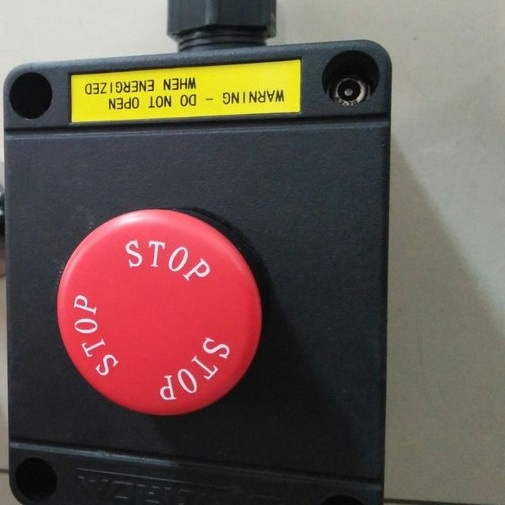 WARNING - DO NOT OPEN
WHEN ENERGIZED
STOP
STOP
STOP